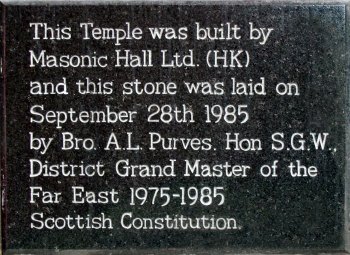 This Temple was built by
Masonic Hall Ltd. (HK)
and this stone was laid on
September 28th 1985
by Bro. A.L. Purves. Hon S.G.W.,
District Grand Master of the
Far East 1975-1985
Scottish Constitution.